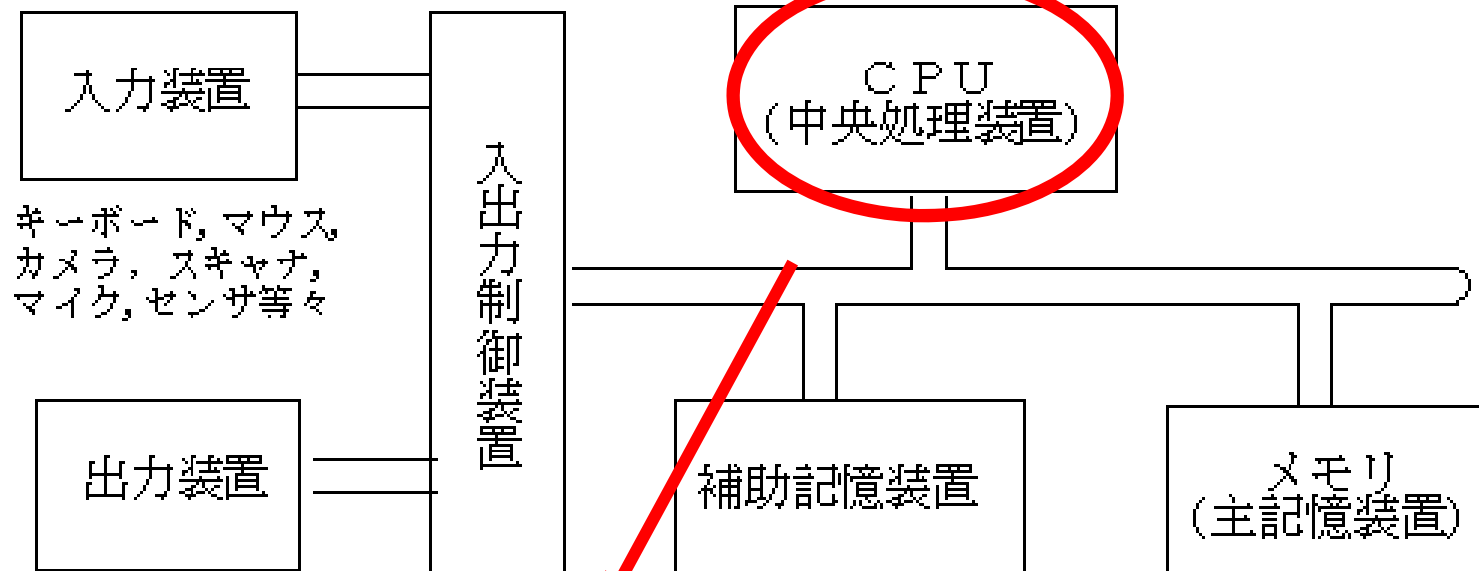 入力装置
キーボード,マウス,
カメラ, スキャナ,
マイク,センサ等々
出力装置
入出力制御装置
CPU
(中央処理装置)
補助記憶装置
メモリ
(主記憶装置)